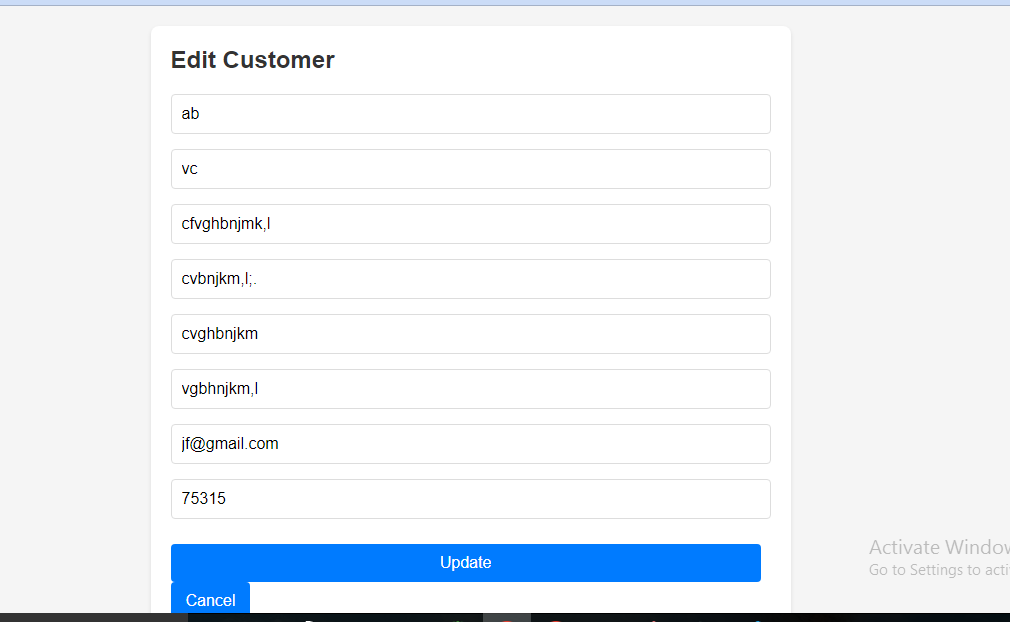 Edit Customer
ab
vc
cfvghbnjmk,l
cvbnjkm,l;.
cvghbnjkm
vgbhnjkm,l
jf@gmail.com
75315
Update
Cancel
Activate Window
Go to Settings to acti